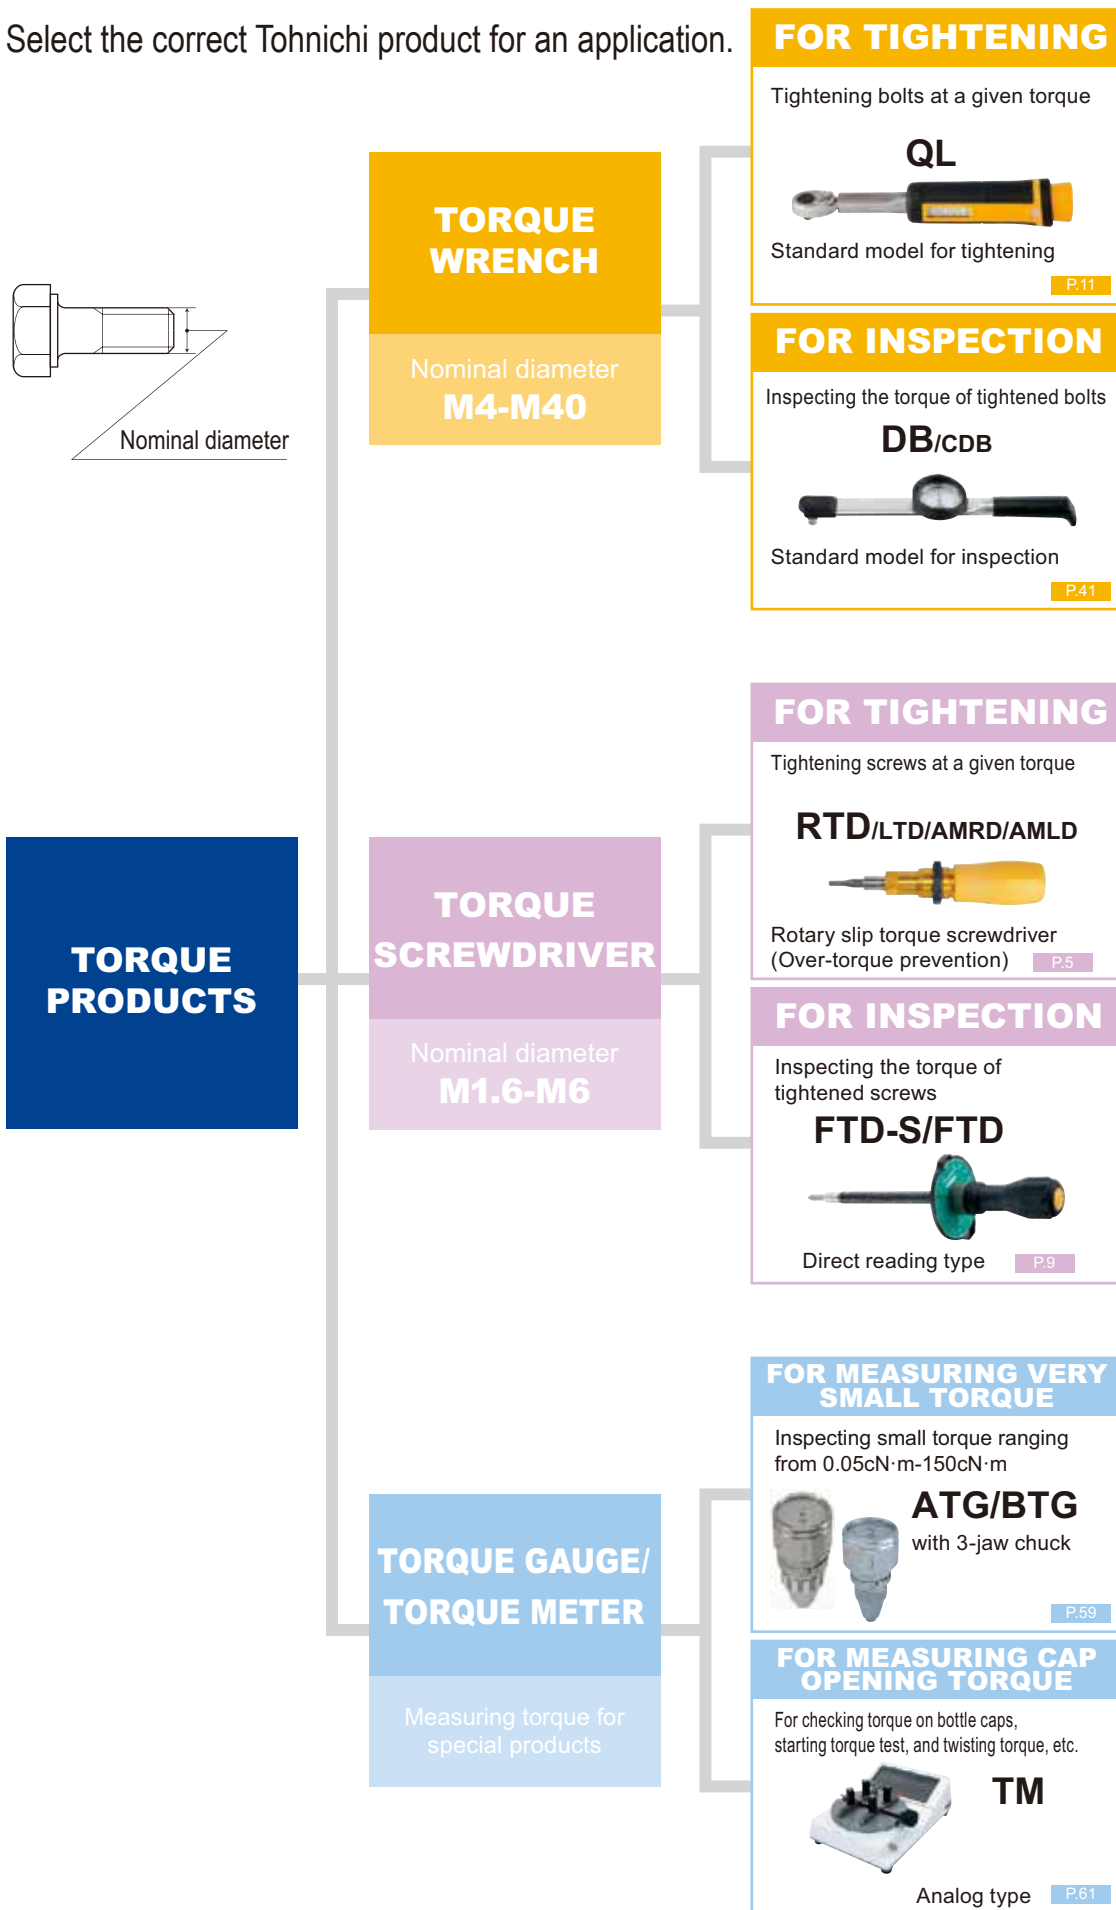 Select the correct Tohnichi product for an application.
Nominal diameter
TORQUE
PRODUCTS
TORQUE
WRENCH
Nominal diameter
M4-M40
FOR TIGHTENING
Tightening bolts at a given torque
QL
Standard model for tightening
P.11
FOR INSPECTION
Inspecting the torque of tightened bolts
DB/CDB
Standard model for inspection
P.41
TORQUE
SCREWDRIVER
Nominal diameter
M1.6-M6
FOR TIGHTENING
Tightening screws at a given torque
RTD/LTD/AMRD/AMLD
Rotary slip torque screwdriver
(Over-torque prevention)
P.5
FOR INSPECTION
Inspecting the torque of
tightened screws
FTD-S/FTD
Direct reading type
P.9
TORQUE GAUGE/
TORQUE METER
Measuring torque for
special products
FOR MEASURING VERY
SMALL TORQUE
Inspecting small torque ranging
from 0.05cN·m-150cN·m
ATG/BTG
with 3-jaw chuck
P.59
FOR MEASURING CAP
OPENING TORQUE
For checking torque on bottle caps,
starting torque test, and twisting torque, etc.
TM
Analog type
P.61